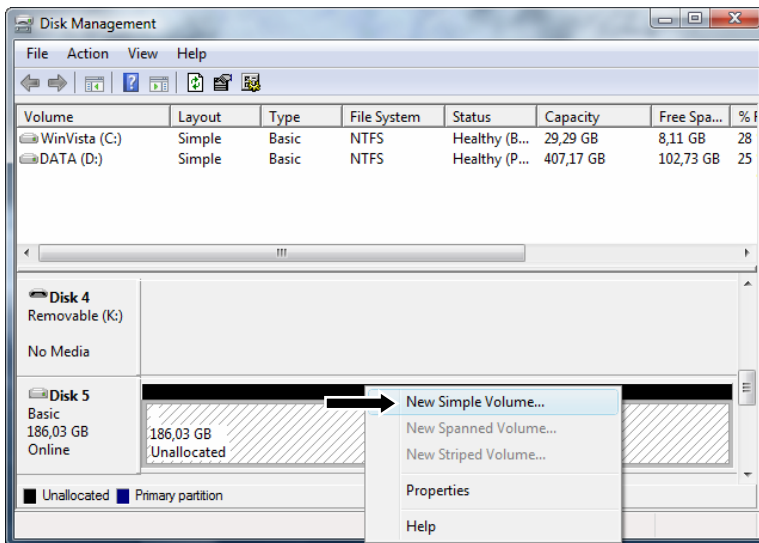 Disk Management
File Action View Help
Volume Layout Type File System Status Capacity Free Spa... % F
WinVista (C:) Simple Basic NTFS Healthy (B... 29,29 GB 8,11 GB 28
DATA (D:) Simple Basic NTFS Healthy (P... 407,17 GB 102,73 GB 25
Disk 4
Removable (K:)
No Media
Disk 5
Basic
186,03 GB
Online
186,03 GB
Unallocated
New Simple Volume...
New Spanned Volume...
New Striped Volume...
Properties
Help
Unallocated Primary partition